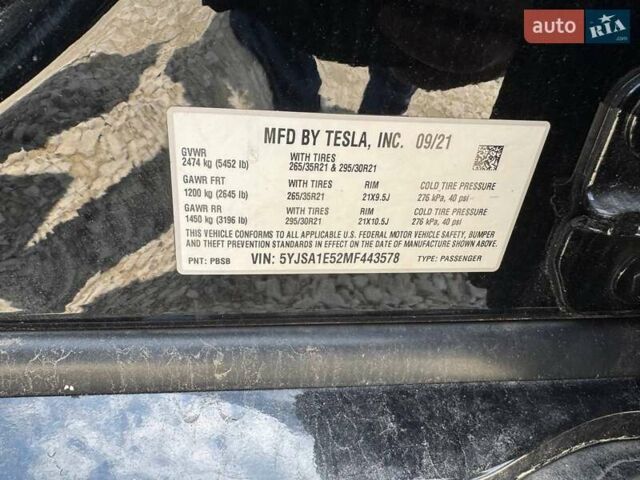 auto RIA
.com
MFD BY TESLA, INC. 09/21
GVWR
2474 kg (5452 lb)
WITH TIRES
265/35R21 & 295/30R21
GAWR FRT
1200 kg (2645 lb)
WITH TIRES
265/35R21
RIM
21X9.5J
COLD TIRE PRESSURE
276 kPa, 40 psi
GAWR RR
1450 kg (3196 lb)
WITH TIRES
295/30R21
RIM
21X10.5J
COLD TIRE PRESSURE
276 kPa, 40 psi
THIS VEHICLE CONFORMS TO ALL APPLICABLE U.S. FEDERAL MOTOR VEHICLE SAFETY, BUMPER
AND THEFT PREVENTION STANDARDS IN EFFECT ON THE DATE OF MANUFACTURE SHOWN ABOVE.
PNT: PBSB VIN: 5YJSA1E52MF443578 TYPE: PASSENGER